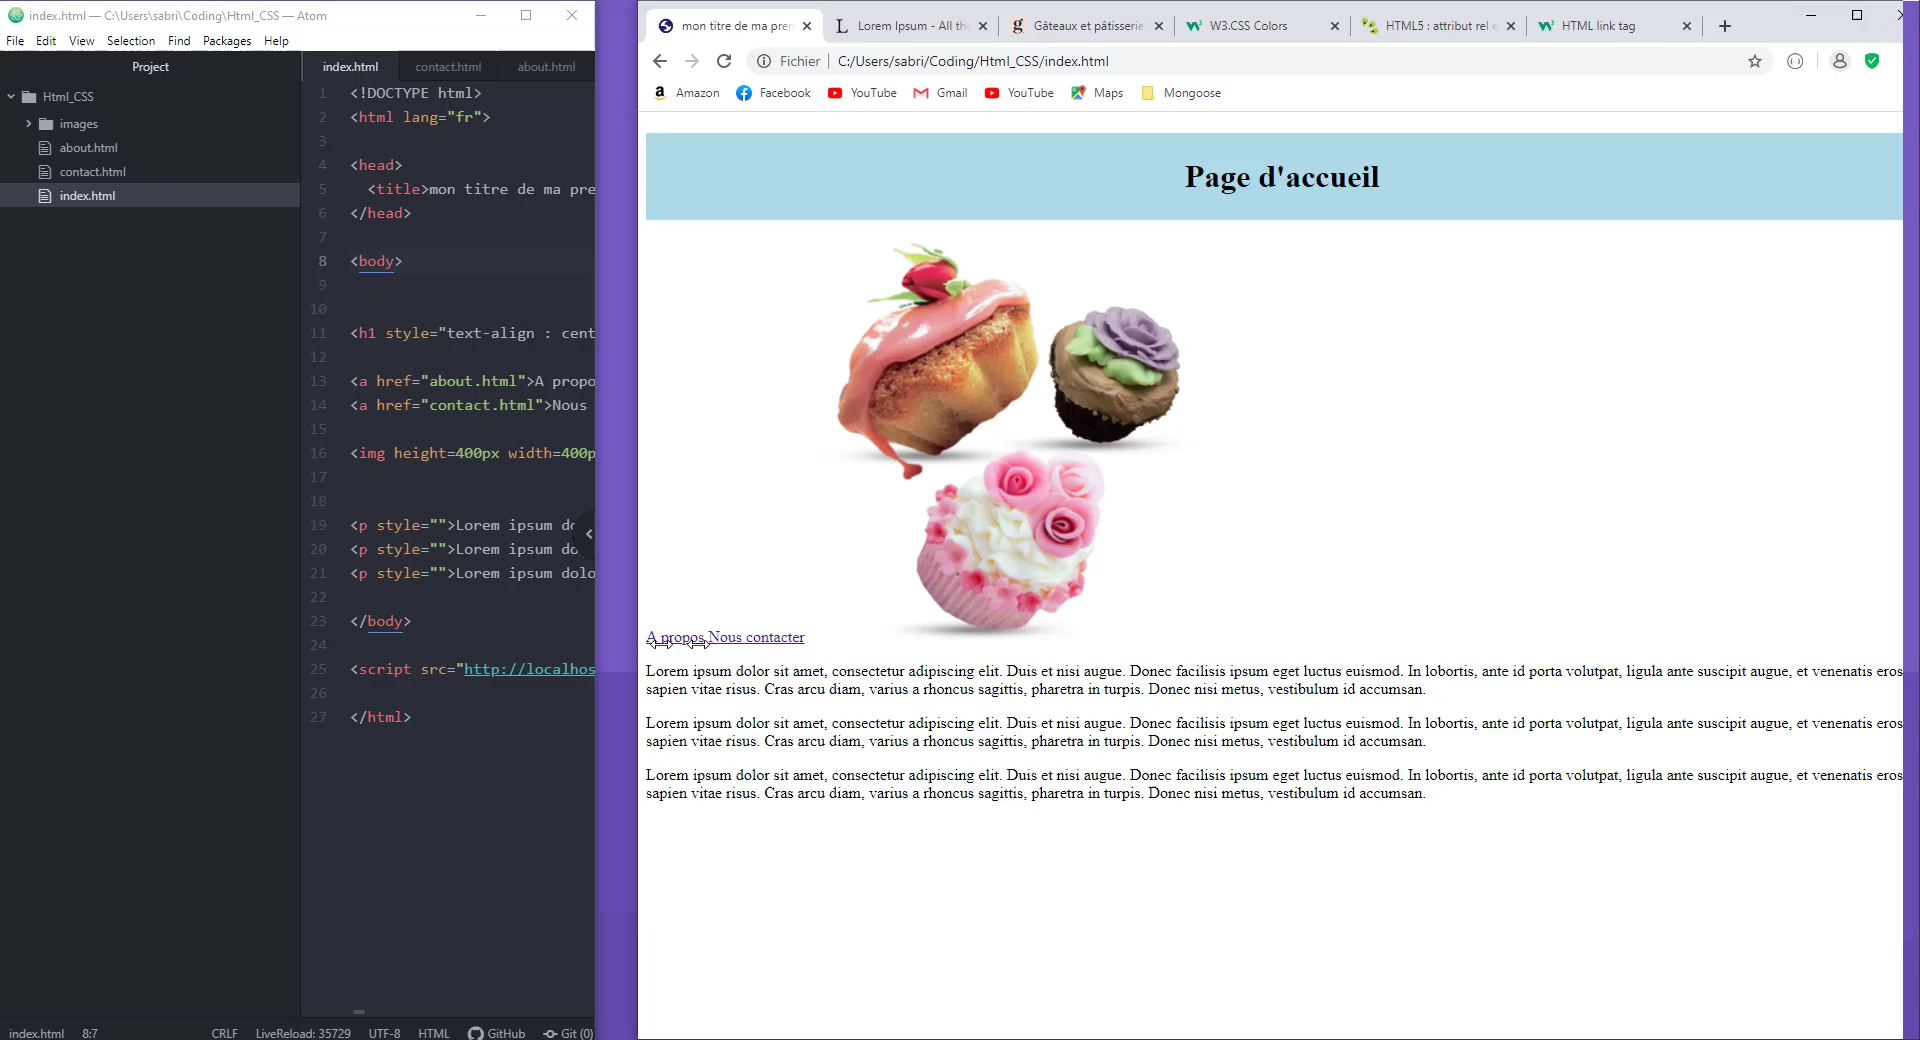 index.html — C:\Users\sabri\Coding\Html_CSS — Atom
File Edit View Selection Find Packages Help
Project
Html_CSS
images
about.html
contact.html
index.html
index.html contact.html about.html
1 <!DOCTYPE html>
2 <html lang="fr">
3
4 <head>
5 <title>mon titre de ma pre
6 </head>
7
8 <body>
9
10
11 <h1 style="text-align : cent
12
13 <a href="about.html">A propo
14 <a href="contact.html">Nous
15
16 <img height=400px width=400p
17
18
19 <p style="">Lorem ipsum do
20 <p style="">Lorem ipsum do
21 <p style="">Lorem ipsum dolo
22
23 </body>
24
25 <script src="http://localhos
26
27 </html>
index.html 8:7 CRLF LiveReload: 35729 UTF-8 HTML GitHub Git (0)
mon titre de ma pren Lorem Ipsum - All the Gâteaux et pâtisserie W3.CSS Colors HTML5 : attribut rel e HTML link tag
Fichier C:/Users/sabri/Coding/Html_CSS/index.html
Amazon Facebook YouTube Gmail YouTube Maps Mongoose
Page d'accueil
A propos Nous contacter
Lorem ipsum dolor sit amet, consectetur adipiscing elit. Duis et nisi augue. Donec facilisis ipsum eget luctus euismod. In lobortis, ante id porta volutpat, ligula ante suscipit augue, et venenatis eros
sapien vitae risus. Cras arcu diam, varius a rhoncus sagittis, pharetra in turpis. Donec nisi metus, vestibulum id accumsan.
Lorem ipsum dolor sit amet, consectetur adipiscing elit. Duis et nisi augue. Donec facilisis ipsum eget luctus euismod. In lobortis, ante id porta volutpat, ligula ante suscipit augue, et venenatis eros
sapien vitae risus. Cras arcu diam, varius a rhoncus sagittis, pharetra in turpis. Donec nisi metus, vestibulum id accumsan.
Lorem ipsum dolor sit amet, consectetur adipiscing elit. Duis et nisi augue. Donec facilisis ipsum eget luctus euismod. In lobortis, ante id porta volutpat, ligula ante suscipit augue, et venenatis eros
sapien vitae risus. Cras arcu diam, varius a rhoncus sagittis, pharetra in turpis. Donec nisi metus, vestibulum id accumsan.